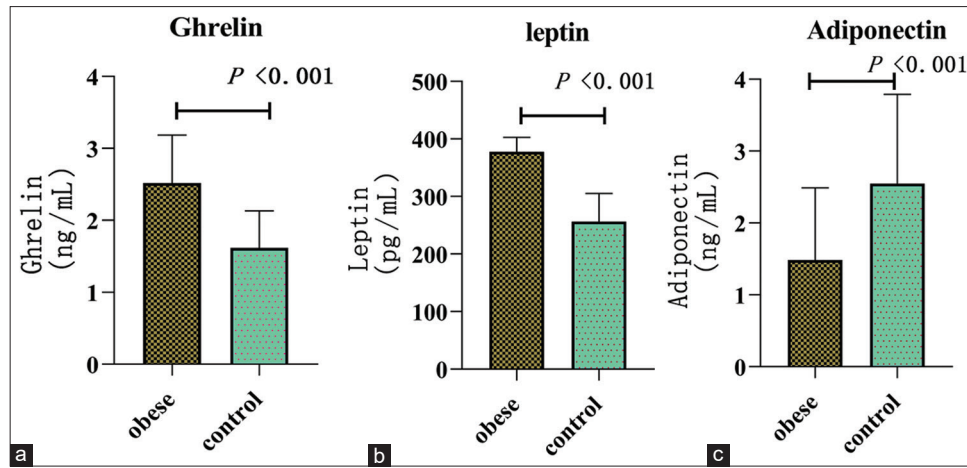 Ghrelin
P <0.001
4
3
2
1
0
Ghrelin
(ng/mL)
obese
control
a
leptin
P <0.001
500
400
300
200
100
0
Leptin
(pg/mL)
obese
control
b
Adiponectin
P <0.001
4
3
2
1
0
Adiponectin
(ng/mL)
obese
control
c